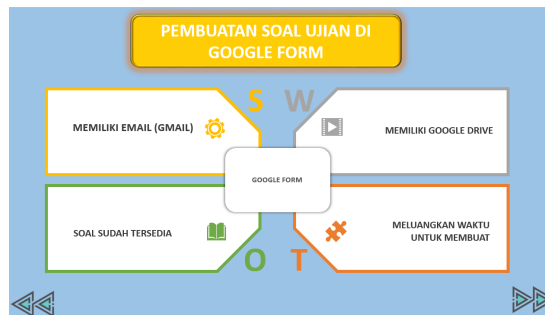 PEMBUATAN SOAL UJIAN DI
GOOGLE FORM
S W
MEMILIKI EMAIL (GMAIL)
MEMILIKI GOOGLE DRIVE
GOOGLE FORM
SOAL SUDAH TERSEDIA
MELUANGKAN WAKTU
UNTUK MEMBUAT
O T